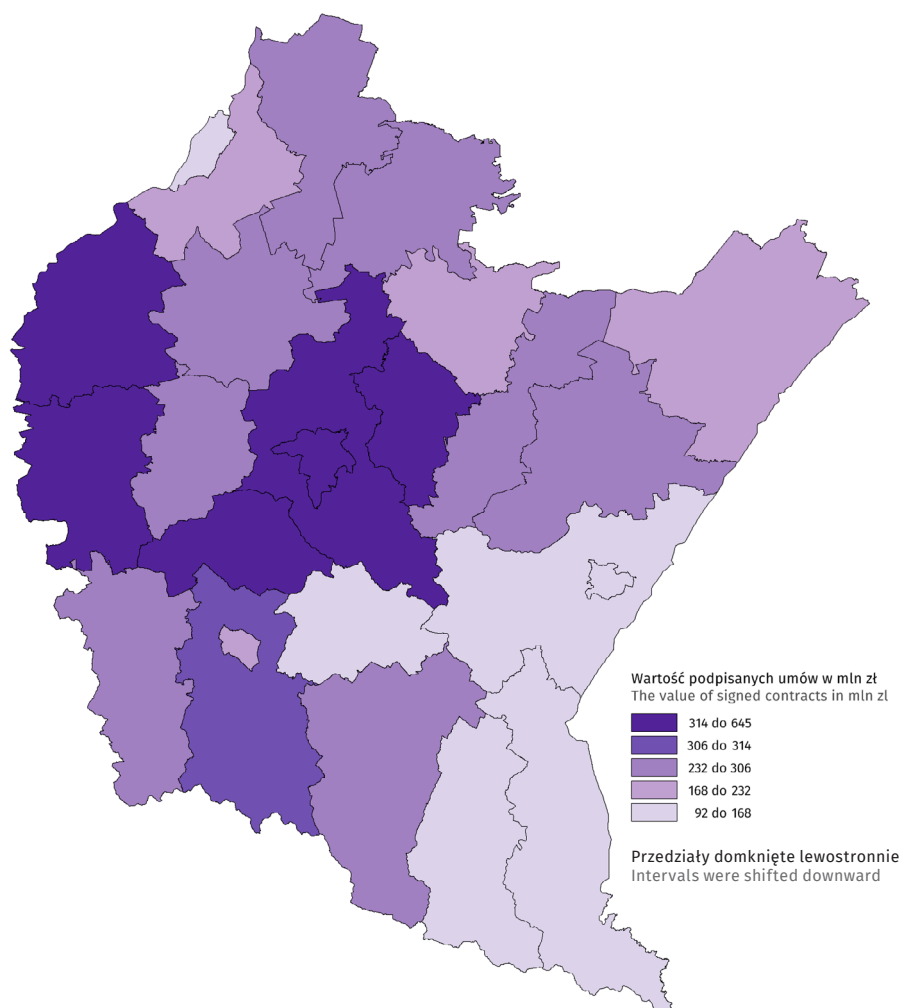 Wartość podpisanych umów w mln zł
The value of signed contracts in mln zl
314 do 645
306 do 314
232 do 306
168 do 232
92 do 168
Przedziały domknięte lewostronnie
Intervals were shifted downward